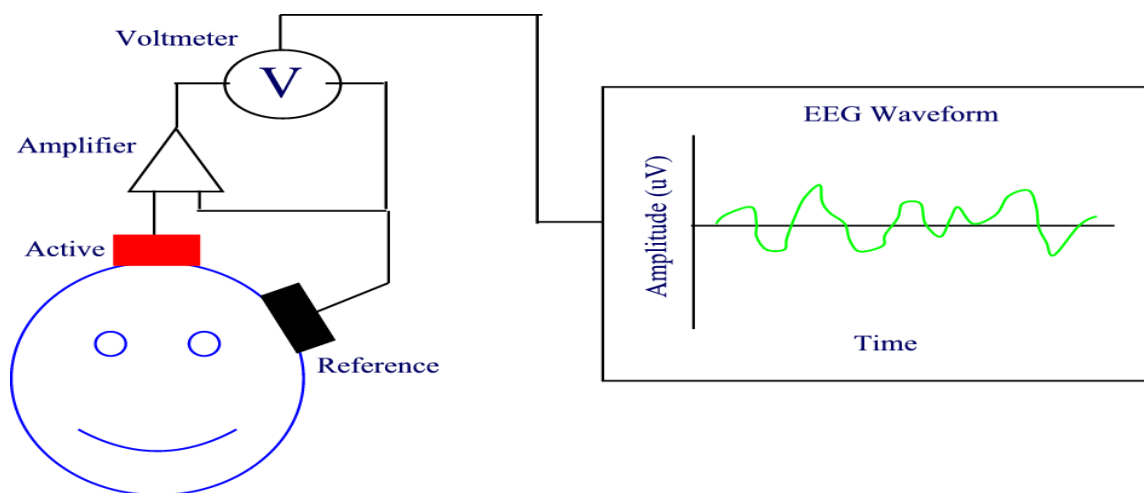 Voltmeter
V
Amplifier
Active
Reference
EEG Waveform
Amplitude (uV)
Time